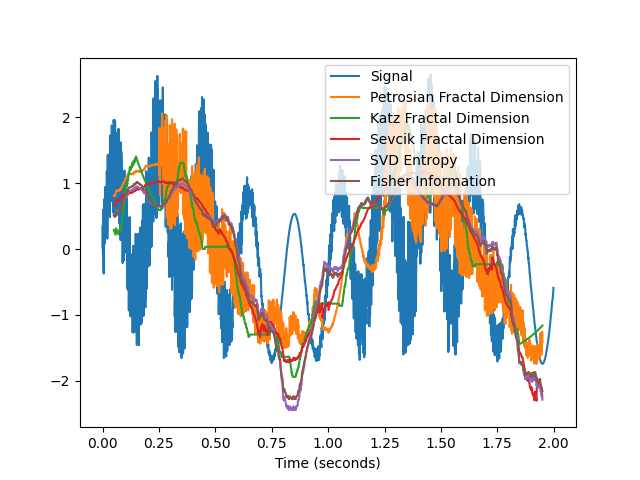 Signal
Petrosian Fractal Dimension
Katz Fractal Dimension
Sevcik Fractal Dimension
SVD Entropy
Fisher Information
2
1
0
−1
−2
0.00 0.25 0.50 0.75 1.00 1.25 1.50 1.75 2.00
Time (seconds)